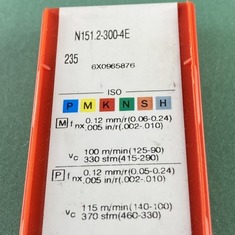 N151.2-300-4E
235
6X0965876
ISO
P M K N S H
M fnx 0.12 mm/r(0.06-0.24)
.005 in/r(.002-.010)
vc 100 m/min(125-90)
330 sfm(415-290)
P fnx 0.12 mm/r(0.05-0.24)
.005 in/r(.002-.010)
vc 115 m/min(140-100)
370 sfm(460-330)